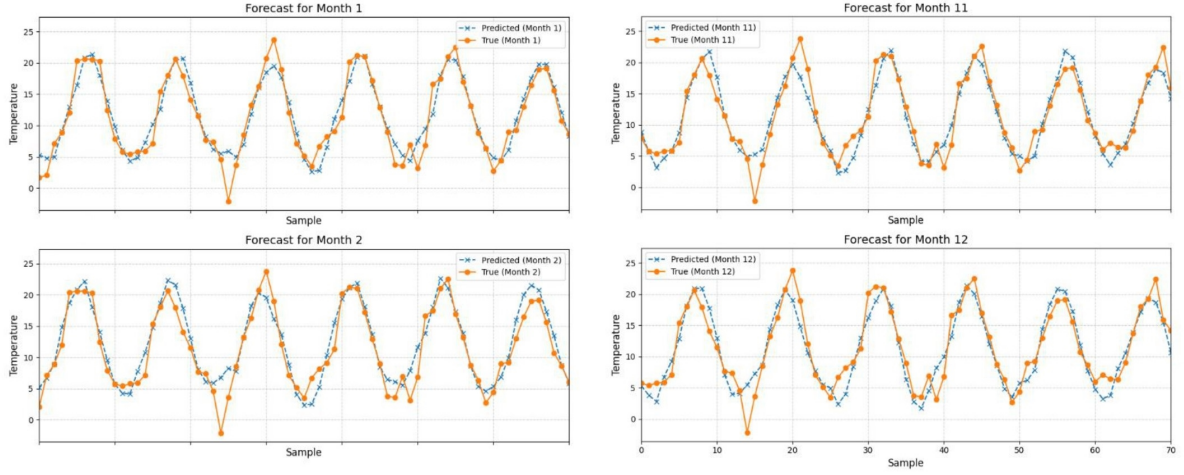 Forecast for Month 1
Predicted (Month 1)
True (Month 1)
25
20
15
10
5
0
Temperature
Sample
Forecast for Month 11
Predicted (Month 11)
True (Month 11)
25
20
15
10
5
0
Temperature
Sample
Forecast for Month 2
Predicted (Month 2)
True (Month 2)
25
20
15
10
5
0
Temperature
Sample
Forecast for Month 12
Predicted (Month 12)
True (Month 12)
25
20
15
10
5
0
Temperature
0 10 20 30 40 50 60 70
Sample